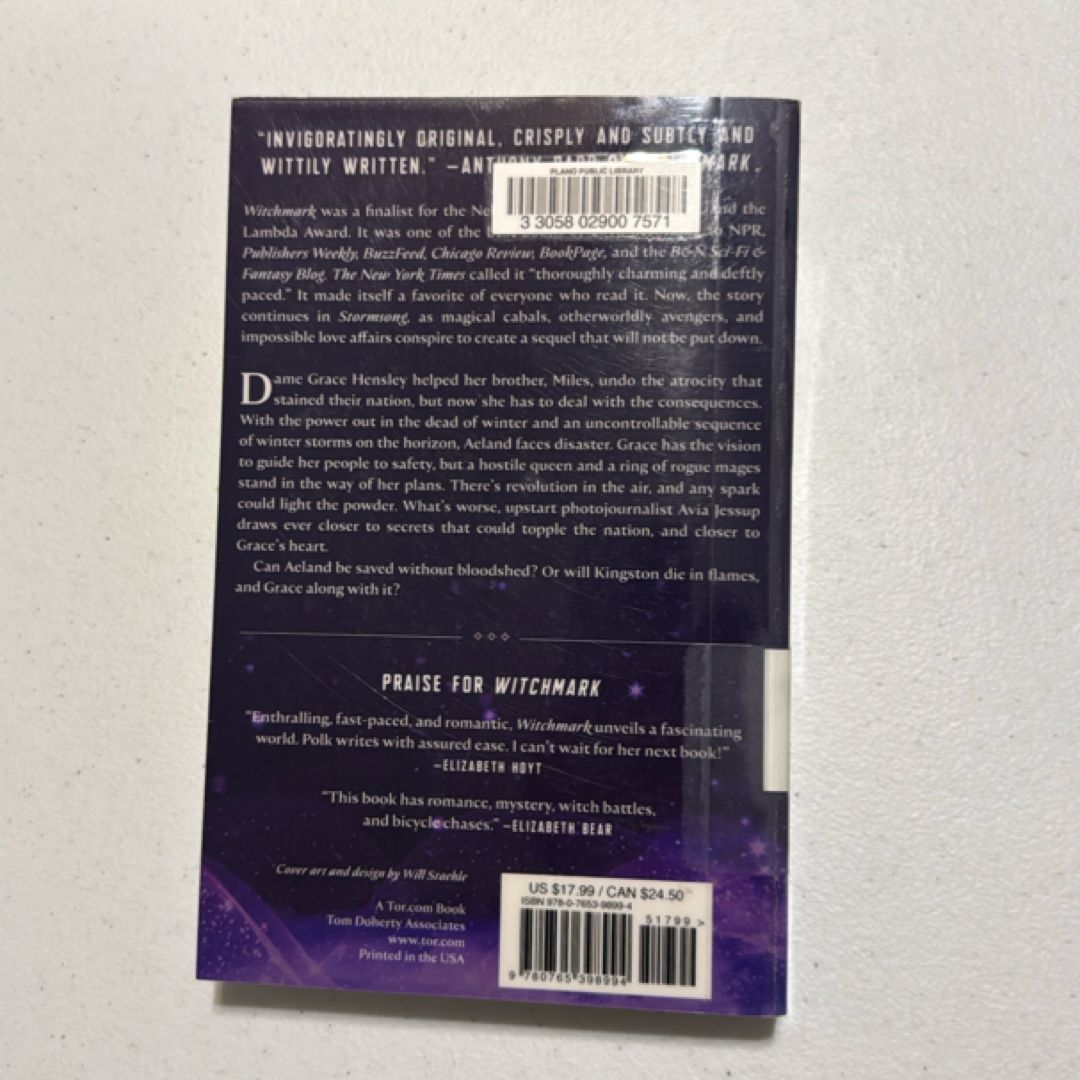 "INVIGORATINGLY ORIGINAL, CRISPLY AND SUBTLY AND
WITTILY WRITTEN." —ANTHONY MARK.
PLANO PUBLIC LIBRARY
3 3058 02900 7571
Witchmark was a finalist for the Ne and the
Lambda Award. It was one of the NPR,
Publishers Weekly, BuzzFeed, Chicago Review, BookPage, and the B&N Sci-Fi &
Fantasy Blog. The New York Times called it "thoroughly charming and deftly
paced." It made itself a favorite of everyone who read it. Now, the story
continues in Stormsong, as magical cabals, otherworldly avengers, and
impossible love affairs conspire to create a sequel that will not be put down.
Dame Grace Hensley helped her brother, Miles, undo the atrocity that
stained their nation, but now she has to deal with the consequences.
With the power out in the dead of winter and an uncontrollable sequence
of winter storms on the horizon, Aeland faces disaster. Grace has the vision
to guide her people to safety, but a hostile queen and a ring of rogue mages
stand in the way of her plans. There's revolution in the air, and any spark
could light the powder. What's worse, upstart photojournalist Avia Jessup
draws ever closer to secrets that could topple the nation, and closer to
Grace's heart.
Can Aeland be saved without bloodshed? Or will Kingston die in flames,
and Grace along with it?
PRAISE FOR WITCHMARK
"Enthralling, fast-paced, and romantic, Witchmark unveils a fascinating
world. Polk writes with assured ease. I can't wait for her next book!"
—ELIZABETH HOYT
"This book has romance, mystery, witch battles,
and bicycle chases." —ELIZABETH BEAR
Cover art and design by Will Staehle
A Tor.com Book
Tom Doherty Associates
www.tor.com
Printed in the USA
US $17.99 / CAN $24.50
ISBN 978-0-7653-9899-4
51799>
9 780765 398994